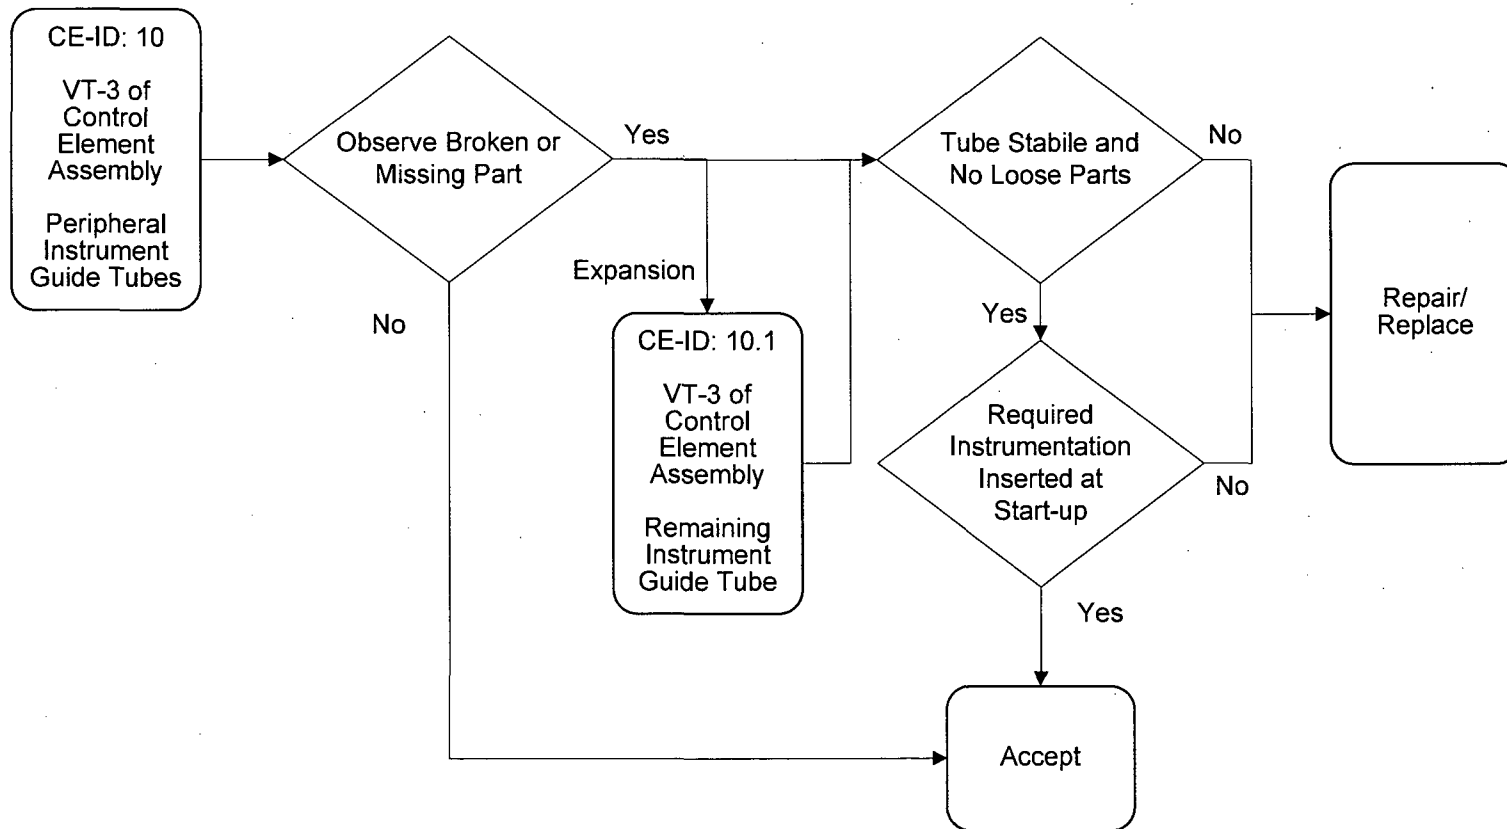 CE-ID: 10
VT-3 of
Control
Element
Assembly
Peripheral
Instrument
Guide Tubes
Observe Broken or
Missing Part
Yes
No
Expansion
CE-ID: 10.1
VT-3 of
Control
Element
Assembly
Remaining
Instrument
Guide Tube
Tube Stabile and
No Loose Parts
No
Yes
Required
Instrumentation
Inserted at
Start-up
No
Yes
Repair/
Replace
Accept